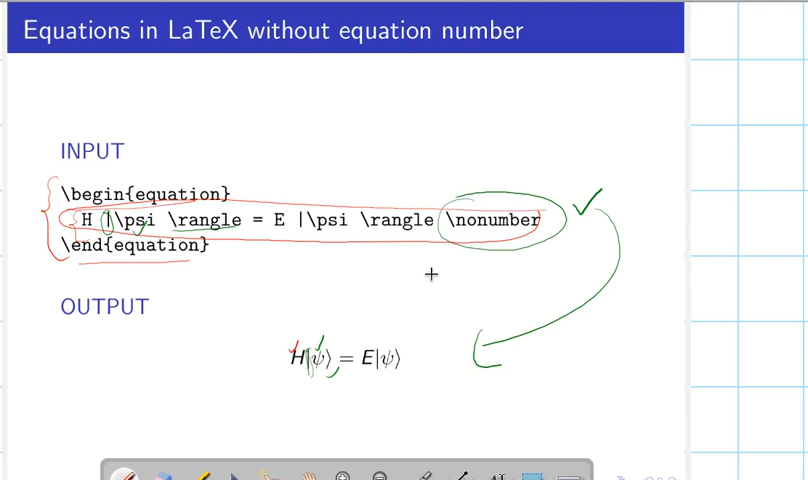 Equations in LaTeX without equation number
INPUT
\begin{equation}
H |\psi \rangle = E |\psi \rangle \nonumber
\end{equation}
OUTPUT
H|ψ⟩ = E|ψ⟩